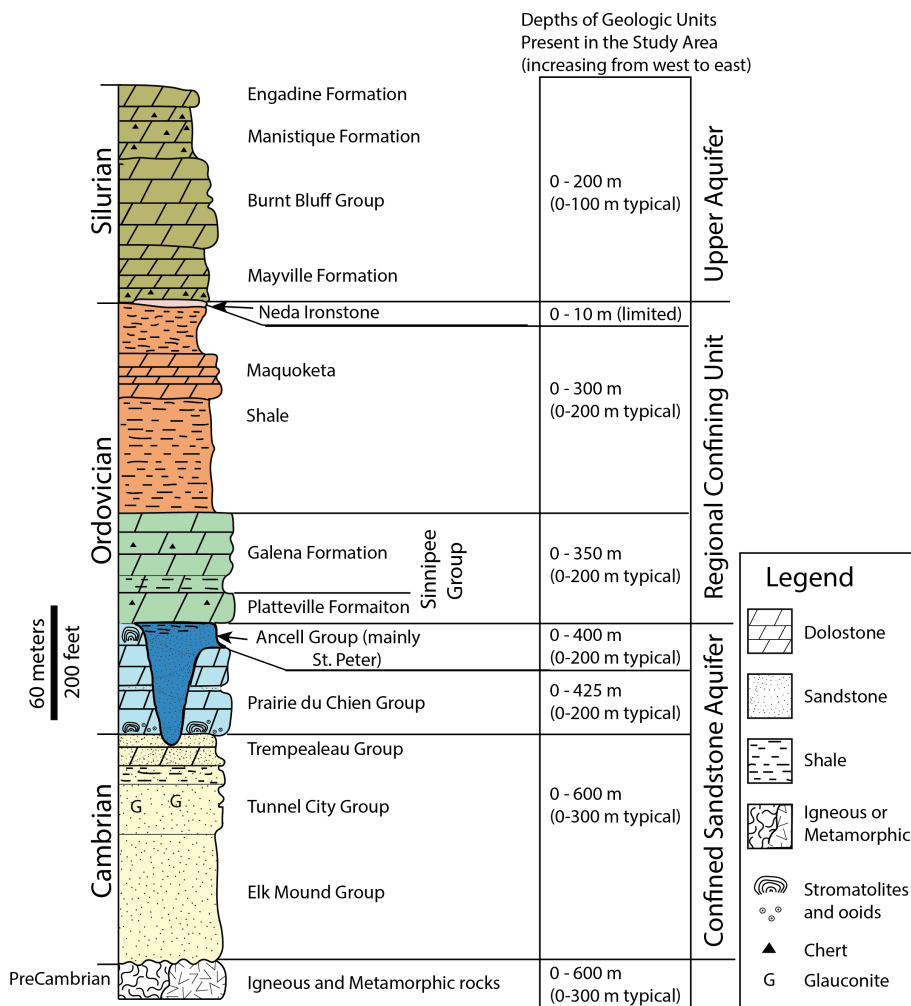 Depths of Geologic Units
Present in the Study Area
(increasing from west to east)
Silurian
Engadine Formation
Manistique Formation
Burnt Bluff Group
Mayville Formation
0 - 200 m
(0-100 m typical)
Upper Aquifer
Ordovician
Neda Ironstone
0 - 10 m (limited)
Maquoketa
Shale
0 - 300 m
(0-200 m typical)
Regional Confining Unit
Galena Formation
Platteville Formaiton
Sinnipee
Group
0 - 350 m
(0-200 m typical)
Ancell Group (mainly
St. Peter)
0 - 400 m
(0-200 m typical)
Prairie du Chien Group
0 - 425 m
(0-200 m typical)
Confined Sandstone Aquifer
60 meters
200 feet
Cambrian
Trempealeau Group
G G
Tunnel City Group
Elk Mound Group
0 - 600 m
(0-300 m typical)
PreCambrian
Igneous and Metamorphic rocks
0 - 600 m
(0-300 m typical)
Legend
Dolostone
Sandstone
Shale
Igneous or
Metamorphic
Stromatolites
and ooids
Chert
G Glauconite